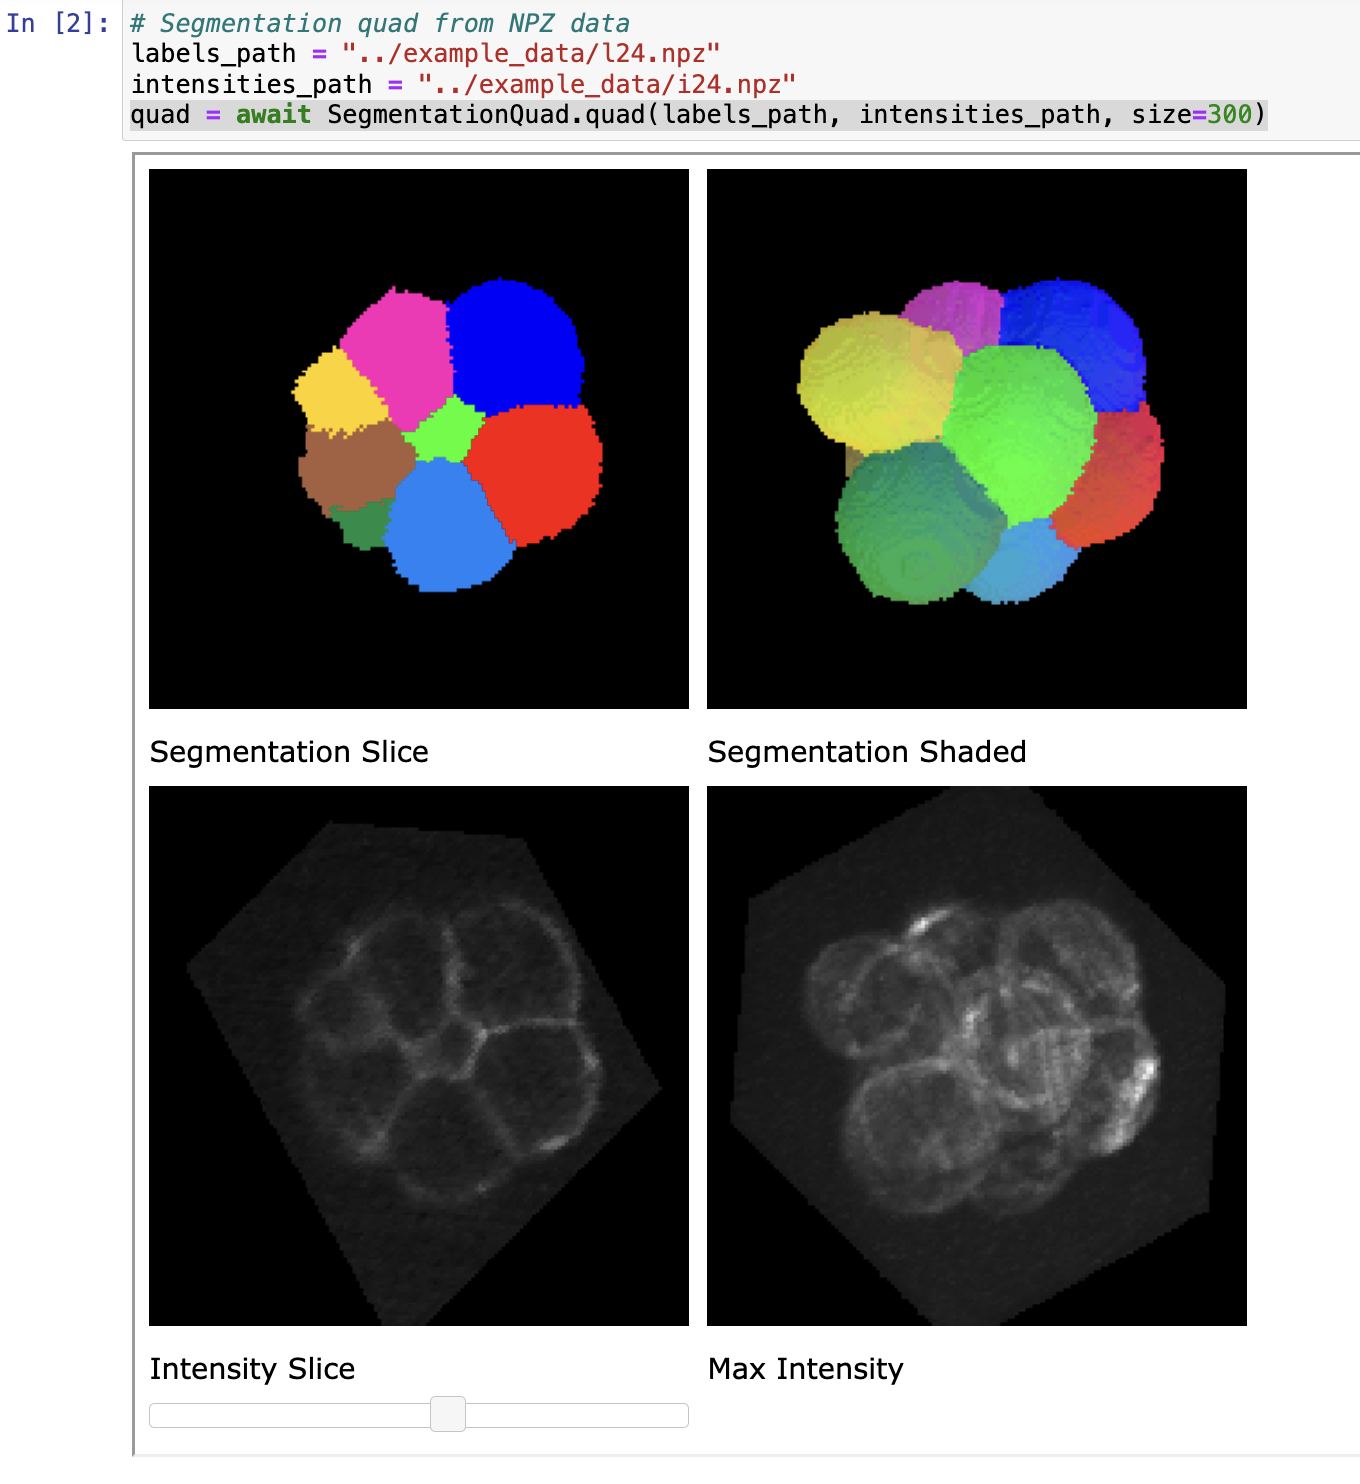 In [2]: # Segmentation quad from NPZ data
labels_path = "../example_data/l24.npz"
intensities_path = "../example_data/i24.npz"
quad = await SegmentationQuad.quad(labels_path, intensities_path, size=300)
Segmentation Slice
Segmentation Shaded
Intensity Slice
Max Intensity